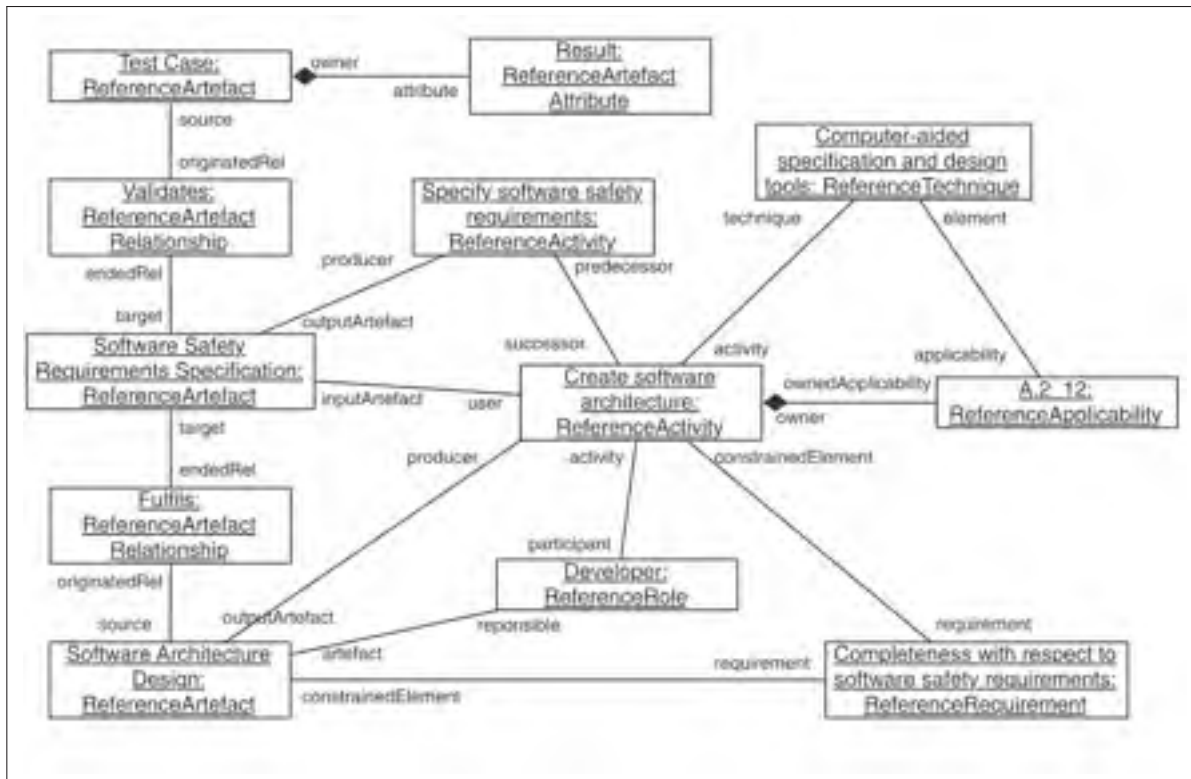 Test Case:
ReferenceArtefact
owner
attribute
Result:
ReferenceArtefact
Attribute
source
originatedRel
Computer-aided
specification and design
tools: ReferenceTechnique
Validates:
ReferenceArtefact
Relationship
Specify software safety
requirements:
ReferenceActivity
technique
element
endedRel
producer
predecessor
target
outputArtefact
Software Safety
Requirements Specification:
ReferenceArtefact
successor
activity
applicability
inputArtefact
user
Create software
architecture:
ReferenceActivity
ownedApplicability
owner
A.2_12:
ReferenceApplicability
target
producer
activity
constrainedElement
endedRel
Fulfils:
ReferenceArtefact
Relationship
participant
originatedRel
Developer:
ReferenceRole
source
outputArtefact
reponsible
requirement
Software Architecture
Design:
ReferenceArtefact
artefact
requirement
constrainedElement
Completeness with respect to
software safety requirements:
ReferenceRequirement